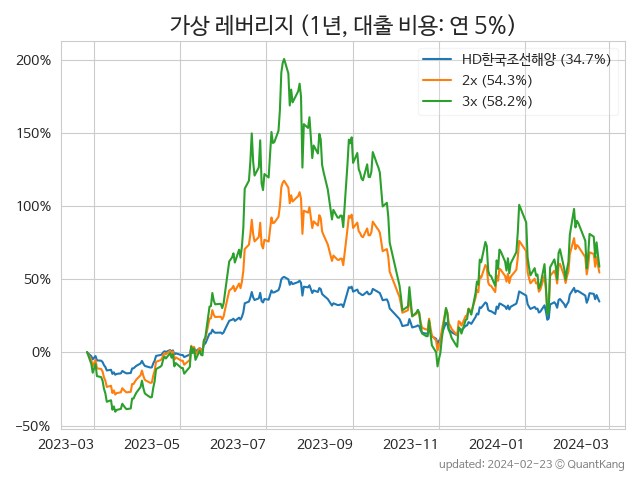 가상 레버리지 (1년, 대출 비용: 연 5%)
HD한국조선해양 (34.7%)
2x (54.3%)
3x (58.2%)
200%
150%
100%
50%
0%
−50%
2023-03 2023-05 2023-07 2023-09 2023-11 2024-01 2024-03
updated: 2024-02-23 © QuantKang